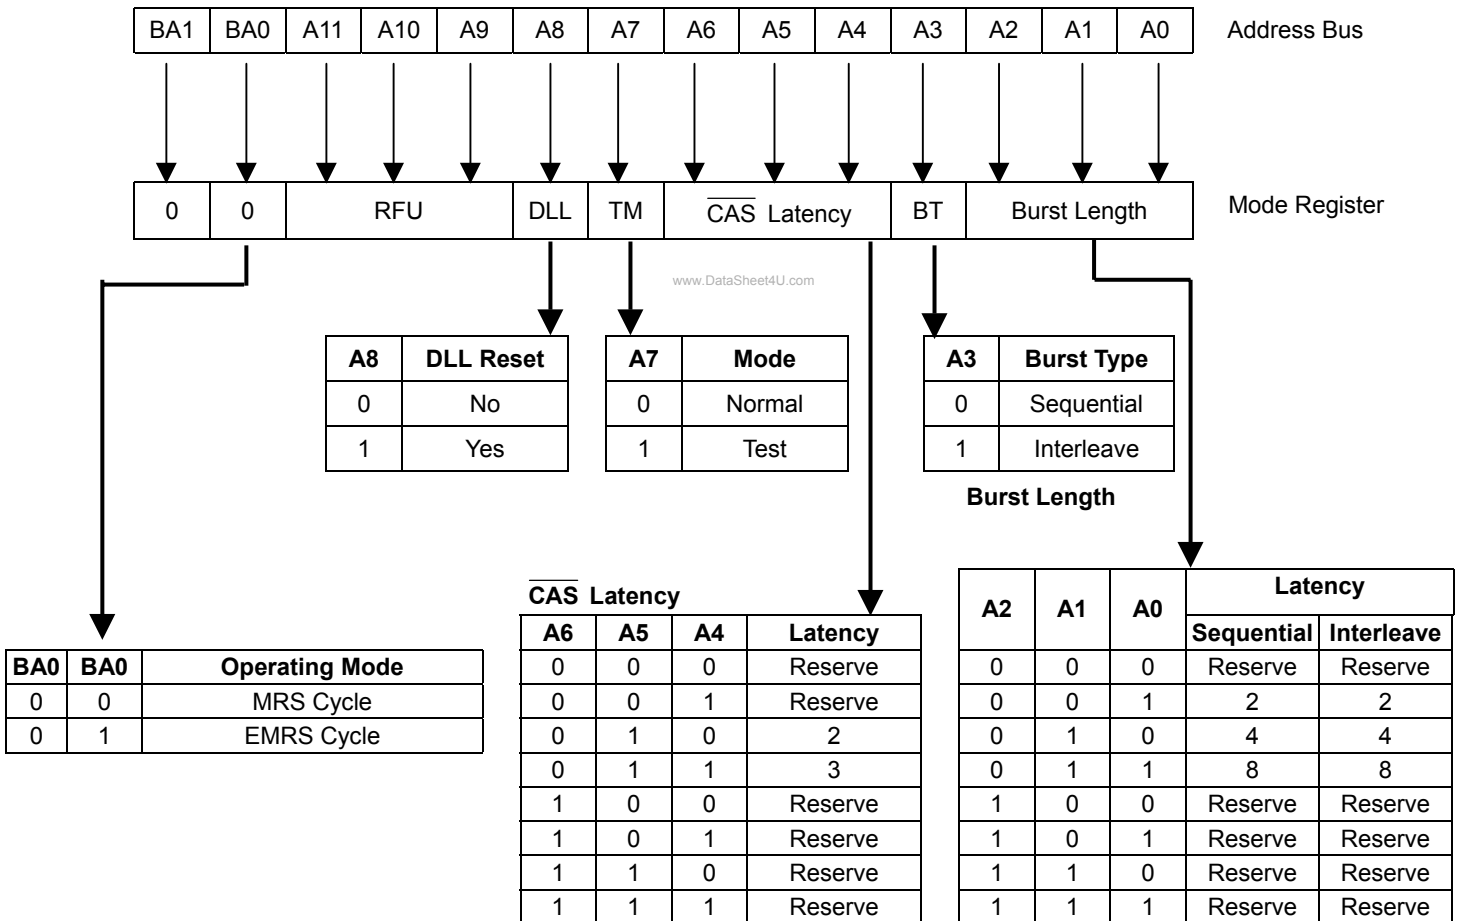 BA1 BA0 A11 A10 A9 A8 A7 A6 A5 A4 A3 A2 A1 A0 Address Bus
0 0 RFU DLL TM CAS Latency BT Burst Length Mode Register
www.DataSheet4U.com
A8 DLL Reset
0 No
1 Yes
A7 Mode
0 Normal
1 Test
A3 Burst Type
0 Sequential
1 Interleave
Burst Length
BA0 BA0 Operating Mode
0 0 MRS Cycle
0 1 EMRS Cycle
CAS Latency
A6 A5 A4 Latency
0 0 0 Reserve
0 0 1 Reserve
0 1 0 2
0 1 1 3
1 0 0 Reserve
1 0 1 Reserve
1 1 0 Reserve
1 1 1 Reserve
A2 A1 A0 Latency
Sequential Interleave
0 0 0 Reserve Reserve
0 0 1 2 2
0 1 0 4 4
0 1 1 8 8
1 0 0 Reserve Reserve
1 0 1 Reserve Reserve
1 1 0 Reserve Reserve
1 1 1 Reserve Reserve